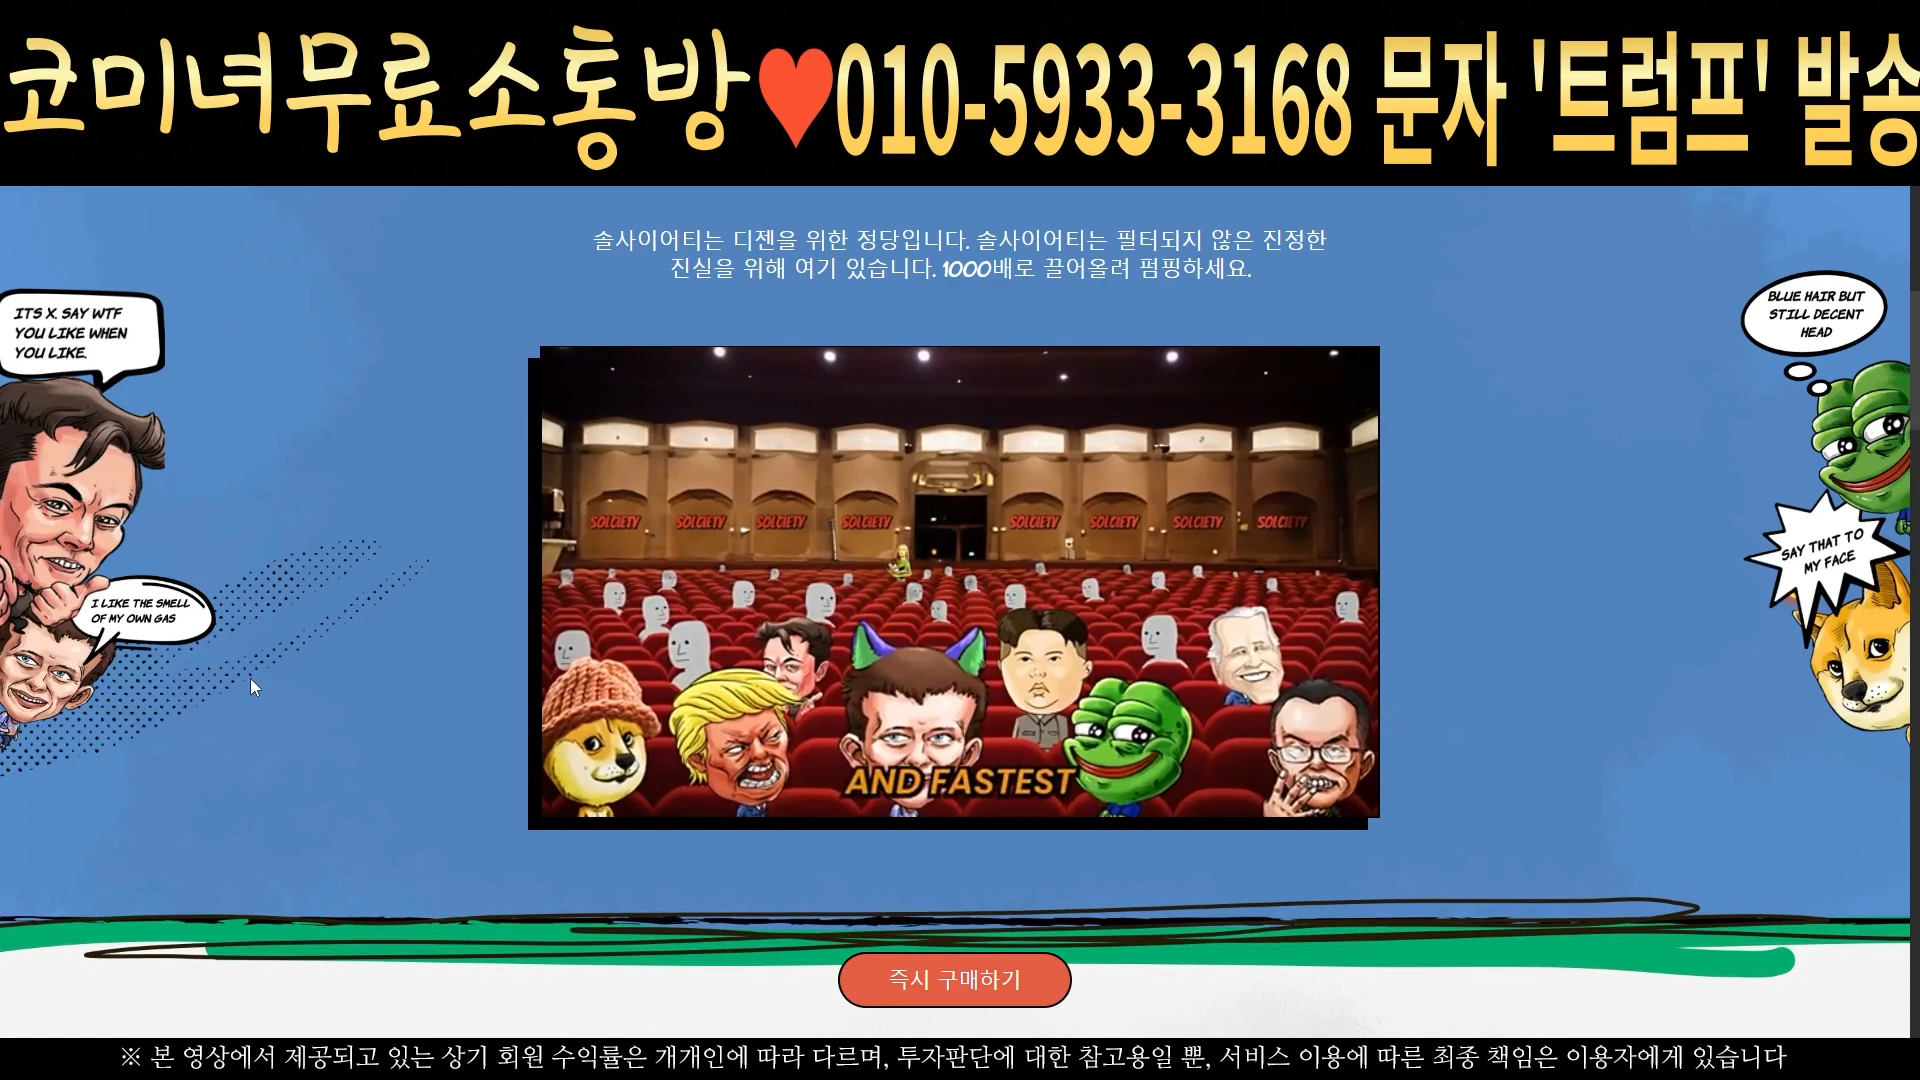 코미녀무료소통방♥010-5933-3168 문자 '트럼프' 발송
솔사이어티는 디젠을 위한 정당입니다. 솔사이어티는 필터되지 않은 진정한
진실을 위해 여기 있습니다. 1000배로 끌어올려 펌핑하세요.
ITS X. SAY WTF
YOU LIKE WHEN
YOU LIKE.
BLUE HAIR BUT
STILL DECENT
HEAD
SOLCIETY SOLCIETY SOLCIETY SOLCIETY SOLCIETY SOLCIETY SOLCIETY SOLCIETY
SAY THAT TO
MY FACE
I LIKE THE SMELL
OF MY OWN GAS
AND FASTEST
즉시 구매하기
※ 본 영상에서 제공되고 있는 상기 회원 수익률은 개개인에 따라 다르며, 투자판단에 대한 참고용일 뿐, 서비스 이용에 따른 최종 책임은 이용자에게 있습니다